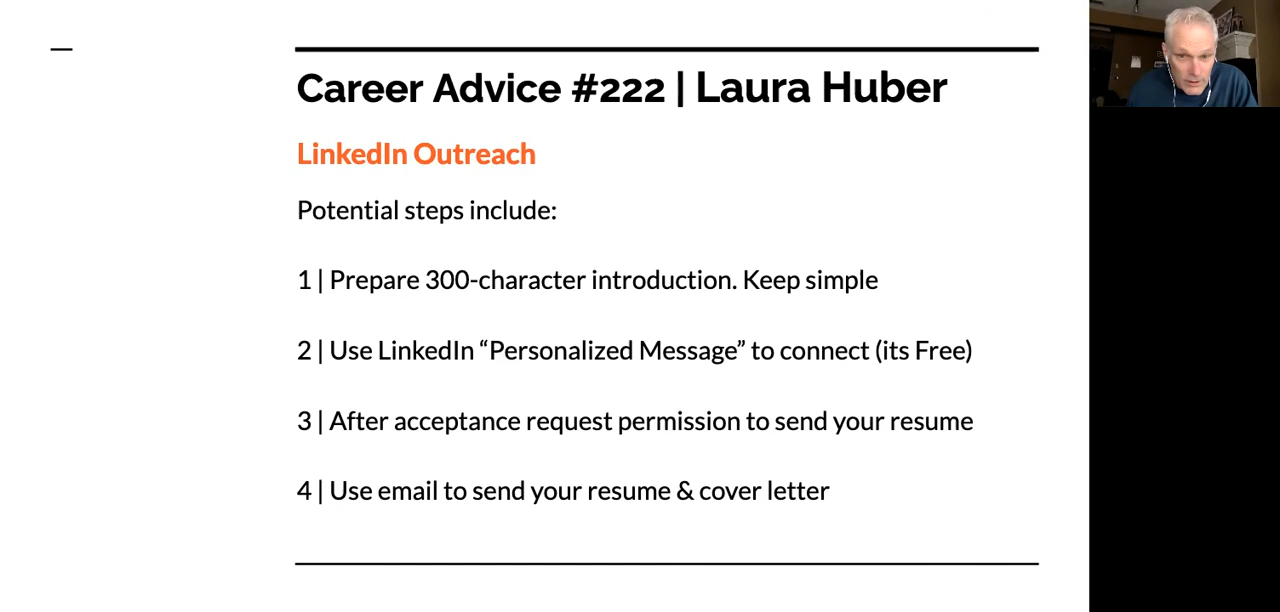 Career Advice #222 | Laura Huber
LinkedIn Outreach
Potential steps include:
1 | Prepare 300-character introduction. Keep simple
2 | Use LinkedIn “Personalized Message” to connect (its Free)
3 | After acceptance request permission to send your resume
4 | Use email to send your resume & cover letter